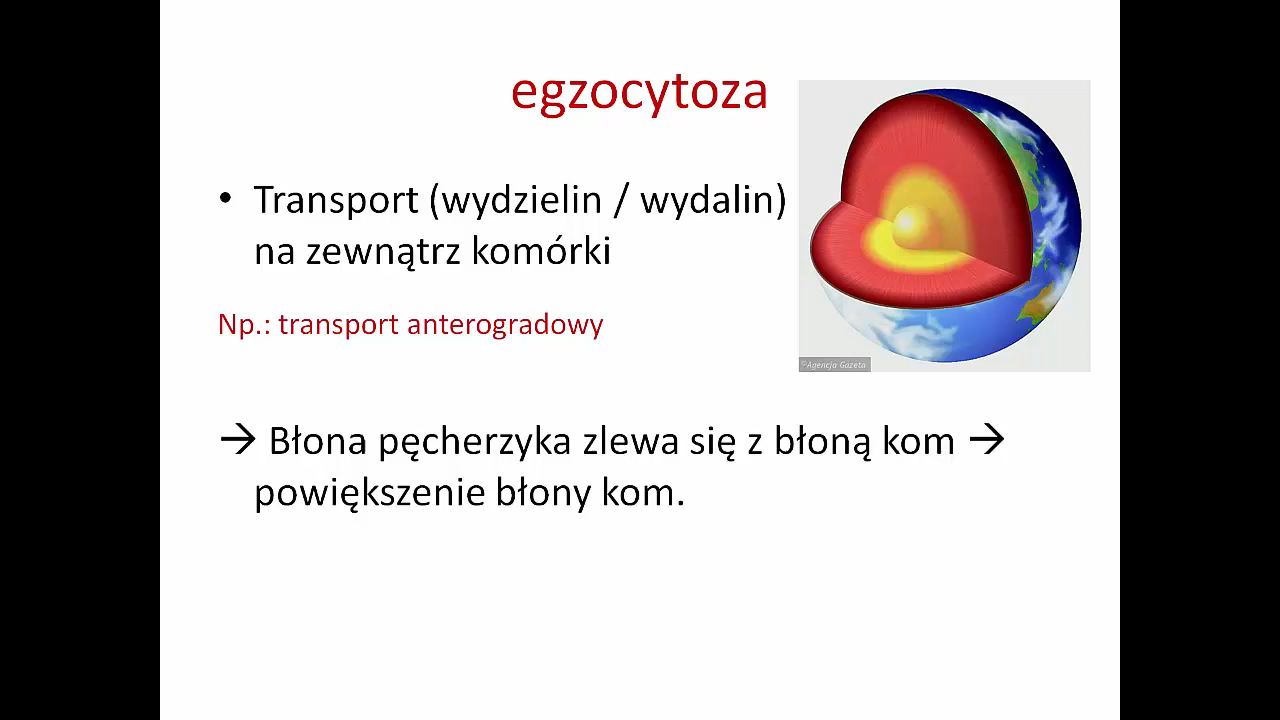 egzocytoza
• Transport (wydzielin / wydalin)
na zewnątrz komórki
Np.: transport anterogradowy
©Agencja Gazeta
→ Błona pęcherzyka zlewa się z błoną kom →
powiększenie błony kom.